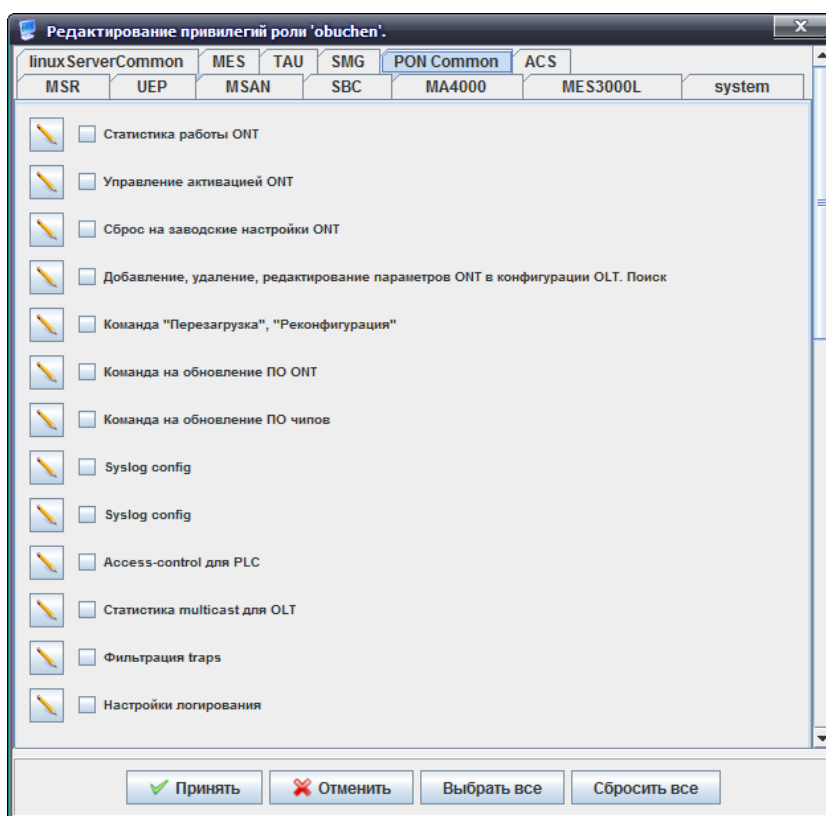 Редактирование привилегий роли 'obuchen'.
linuxServerCommon MES TAU SMG PON Common ACS
MSR UEP MSAN SBC MA4000 MES3000L system
Статистика работы ONT
Управление активацией ONT
Сброс на заводские настройки ONT
Добавление, удаление, редактирование параметров ONT в конфигурации OLT. Поиск
Команда "Перезагрузка", "Реконфигурация"
Команда на обновление ПО ONT
Команда на обновление ПО чипов
Syslog config
Syslog config
Access-control для PLC
Статистика multicast для OLT
Фильтрация traps
Настройки логирования
Принять Отменить Выбрать все Сбросить все